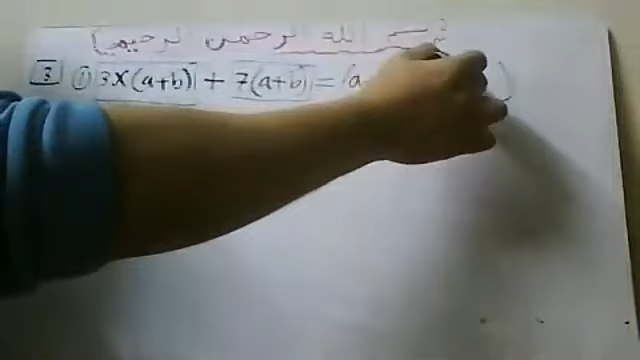 بسم الله الرحمن الرحيم
3 ① 3x(a+b) + 7(a+b) = (a